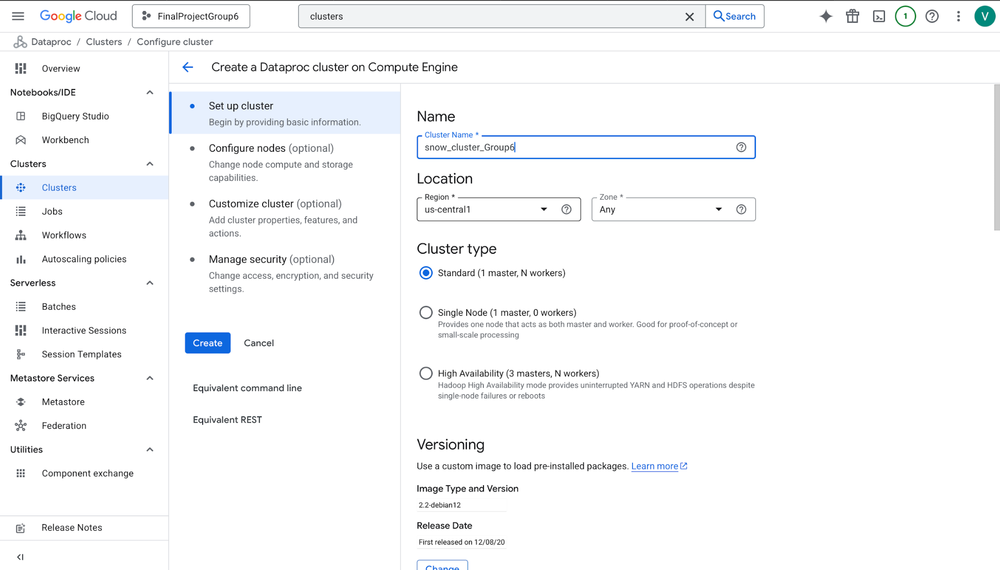 Google Cloud
FinalProjectGroup6
clusters
Search
1
V
Dataproc / Clusters / Configure cluster
Overview
Notebooks/IDE
BigQuery Studio
Workbench
Clusters
Clusters
Jobs
Workflows
Autoscaling policies
Serverless
Batches
Interactive Sessions
Session Templates
Metastore Services
Metastore
Federation
Utilities
Component exchange
Release Notes
Create a Dataproc cluster on Compute Engine
Set up cluster
Begin by providing basic information.
Configure nodes (optional)
Change node compute and storage
capabilities.
Customize cluster (optional)
Add cluster properties, features, and
actions.
Manage security (optional)
Change access, encryption, and security
settings.
Create
Cancel
Equivalent command line
Equivalent REST
Name
Cluster Name *
snow_cluster_Group6
Location
Region *
us-central1
Zone *
Any
Cluster type
Standard (1 master, N workers)
Single Node (1 master, 0 workers)
Provides one node that acts as both master and worker. Good for proof-of-concept or
small-scale processing
High Availability (3 masters, N workers)
Hadoop High Availability mode provides uninterrupted YARN and HDFS operations despite
single-node failures or reboots
Versioning
Use a custom image to load pre-installed packages. Learn more
Image Type and Version
2.2-debian12
Release Date
First released on 12/08/20
Change